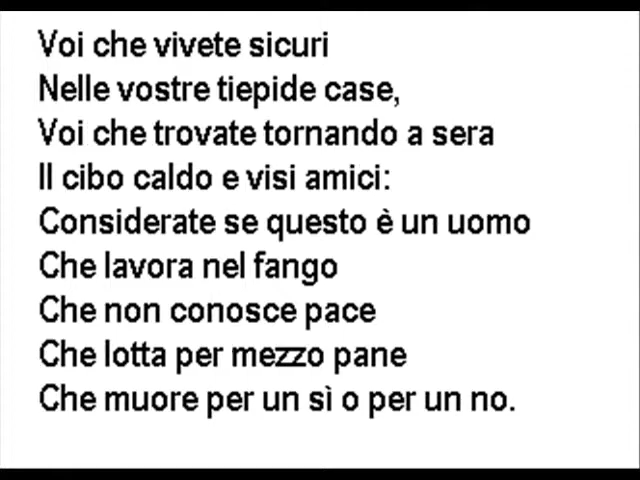 Voi che vivete sicuri
Nelle vostre tiepide case,
Voi che trovate tornando a sera
Il cibo caldo e visi amici:
Considerate se questo è un uomo
Che lavora nel fango
Che non conosce pace
Che lotta per mezzo pane
Che muore per un sì o per un no.